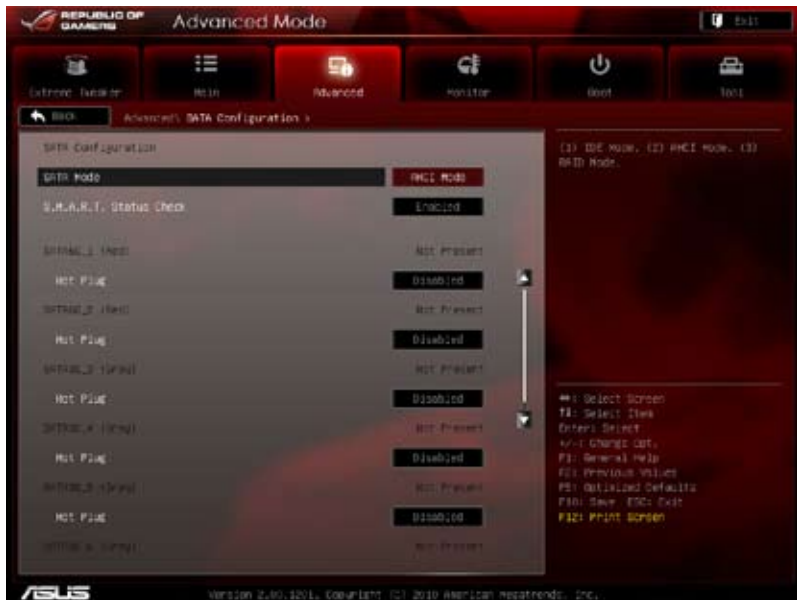 REPUBLIC OF GAMERS
Advanced Mode
Exit
Extreme Tweaker
Main
Advanced
Monitor
Boot
Tool
Back
Advanced\ SATA Configuration >
SATA Configuration
SATA Mode
AHCI Mode
S.M.A.R.T. Status Check
Enabled
(1) IDE Mode. (2) AHCI Mode. (3)
RAID Mode.
Not Present
Hot Plug
Disabled
Not Present
Hot Plug
Disabled
Not Present
Hot Plug
Disabled
Not Present
Hot Plug
Disabled
Not Present
Hot Plug
Disabled
Not Present
: Select Screen
: Select Item
Enter: Select
+/-: Change Opt.
F1: General Help
F2: Previous Values
F5: Optimized Defaults
F10: Save ESC: Exit
F12: Print Screen
ASUS
Version 2.00.1201. Copyright (C) 2010 American Megatrends, Inc.